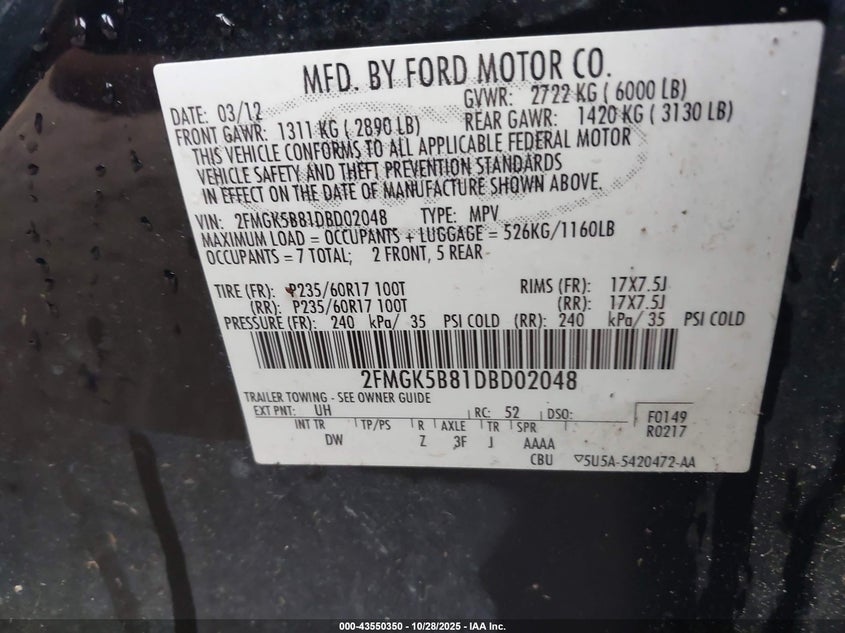 MFD. BY FORD MOTOR CO.
DATE: 03/12 GVWR: 2722 KG ( 6000 LB)
FRONT GAWR: 1311 KG ( 2890 LB) REAR GAWR: 1420 KG ( 3130 LB)
THIS VEHICLE CONFORMS TO ALL APPLICABLE FEDERAL MOTOR
VEHICLE SAFETY AND THEFT PREVENTION STANDARDS
IN EFFECT ON THE DATE OF MANUFACTURE SHOWN ABOVE.
VIN: 2FMGK5B81DBD02048 TYPE: MPV
MAXIMUM LOAD = OCCUPANTS + LUGGAGE = 526KG/1160LB
OCCUPANTS = 7 TOTAL; 2 FRONT, 5 REAR
TIRE (FR): P235/60R17 100T RIMS (FR): 17X7.5J
(RR): P235/60R17 100T (RR): 17X7.5J
PRESSURE (FR): 240 kPa/ 35 PSI COLD (RR): 240 kPa/ 35 PSI COLD
2FMGK5B81DBD02048
TRAILER TOWING - SEE OWNER GUIDE
EXT PNT: UH RC: 52 DSO: F0149
INT TR TP/PS R AXLE TR SPR R0217
DW Z 3F J AAAA
CBU ▽5U5A-5420472-AA
000-43550350 | 10/28/2025 - IAA Inc.